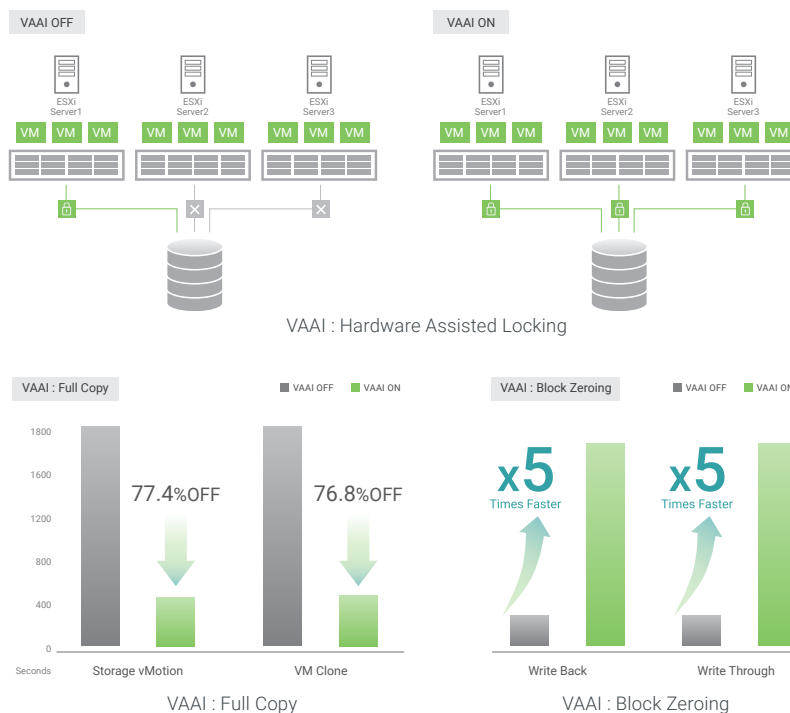 VAAI OFF
VAAI ON
ESXi Server1
ESXi Server2
ESXi Server3
ESXi Server1
ESXi Server2
ESXi Server3
VM VM VM
VM VM VM
VM VM VM
VM VM VM
VM VM VM
VM VM VM
VAAI : Hardware Assisted Locking
VAAI : Full Copy
VAAI OFF
VAAI ON
1800
1600
1200
800
400
0
Seconds
77.4%OFF
76.8%OFF
Storage vMotion
VM Clone
VAAI : Full Copy
VAAI : Block Zeroing
VAAI OFF
VAAI ON
x5
Times Faster
x5
Times Faster
Write Back
Write Through
VAAI : Block Zeroing